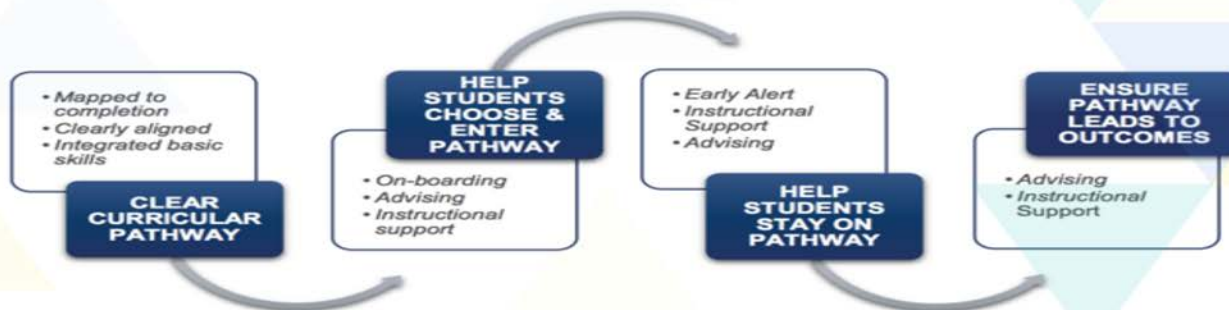 • Mapped to
completion
• Clearly aligned
• Integrated basic
skills
CLEAR
CURRICULAR
PATHWAY
HELP
STUDENTS
CHOOSE &
ENTER
PATHWAY
• On-boarding
• Advising
• Instructional
support
• Early Alert
• Instructional
Support
• Advising
HELP
STUDENTS
STAY ON
PATHWAY
ENSURE
PATHWAY
LEADS TO
OUTCOMES
• Advising
• Instructional
Support